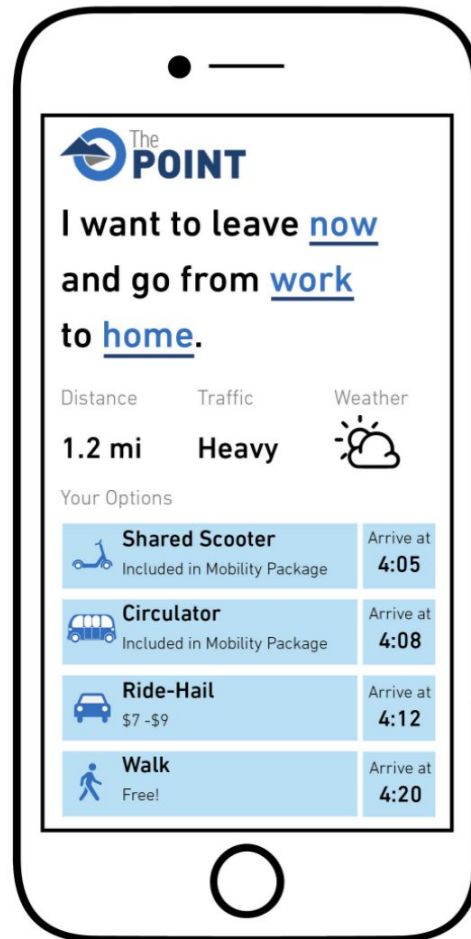 The
POINT
I want to leave now
and go from work
to home.
Distance Traffic Weather
1.2 mi Heavy
Your Options
Shared Scooter
Included in Mobility Package
Arrive at
4:05
Circulator
Included in Mobility Package
Arrive at
4:08
Ride-Hail
$7 -$9
Arrive at
4:12
Walk
Free!
Arrive at
4:20